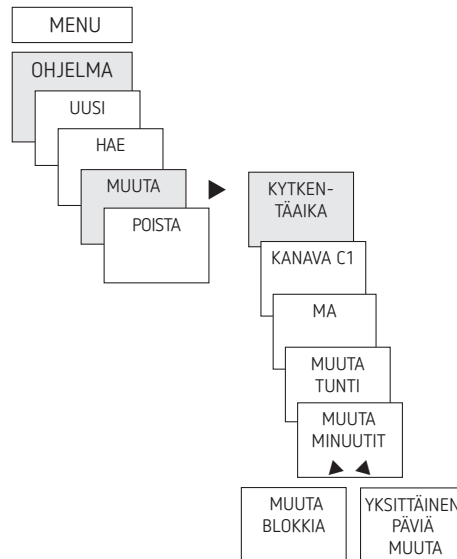 MENU
OHJELMA
UUSI
HAE
MUUTA
POISTA
KYTKEN-
TÄAIKA
KANAVA C1
MA
MUUTA
TUNTI
MUUTA
MINUUTIT
MUUTA
BLOKKIA
YKSITTÄINEN
PÄVIÄ
MUUTA